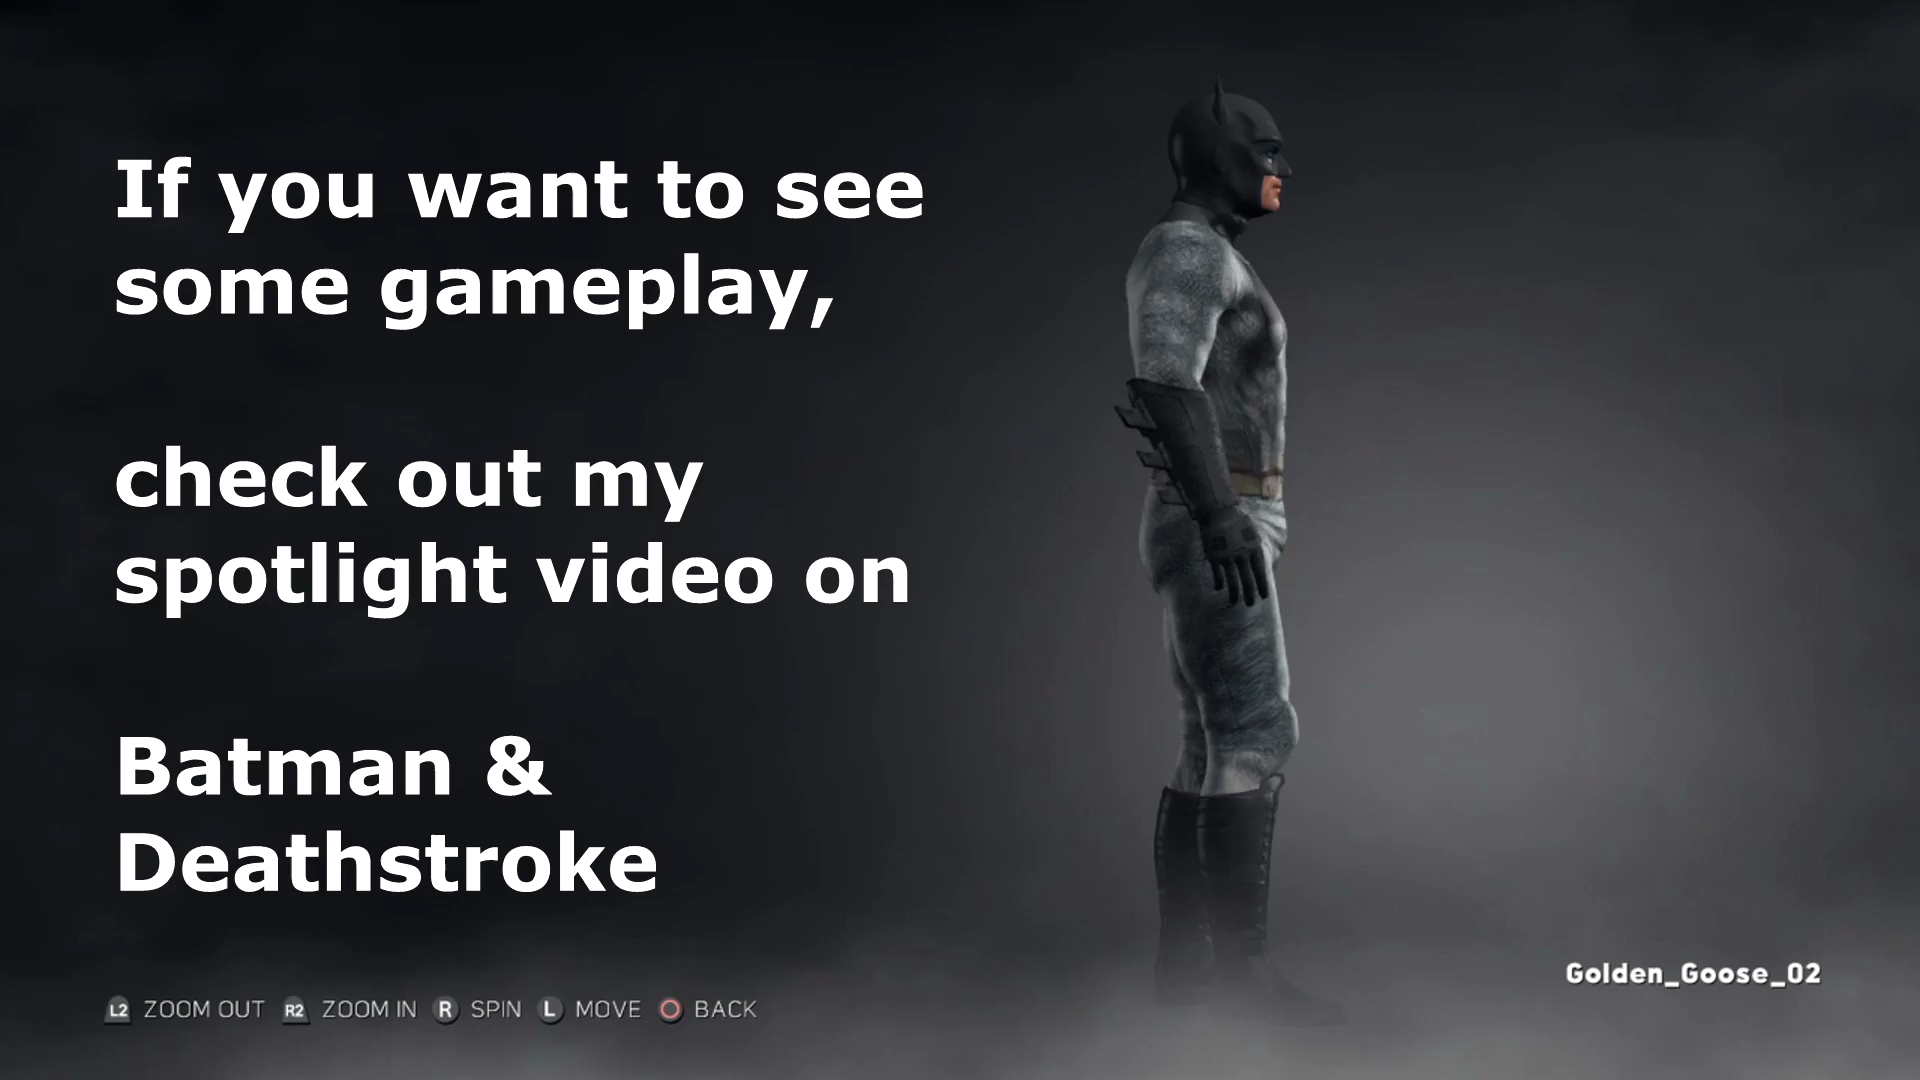 If you want to see
some gameplay,
check out my
spotlight video on
Batman &
Deathstroke
Golden_Goose_02
L2 ZOOM OUT R2 ZOOM IN R SPIN L MOVE BACK